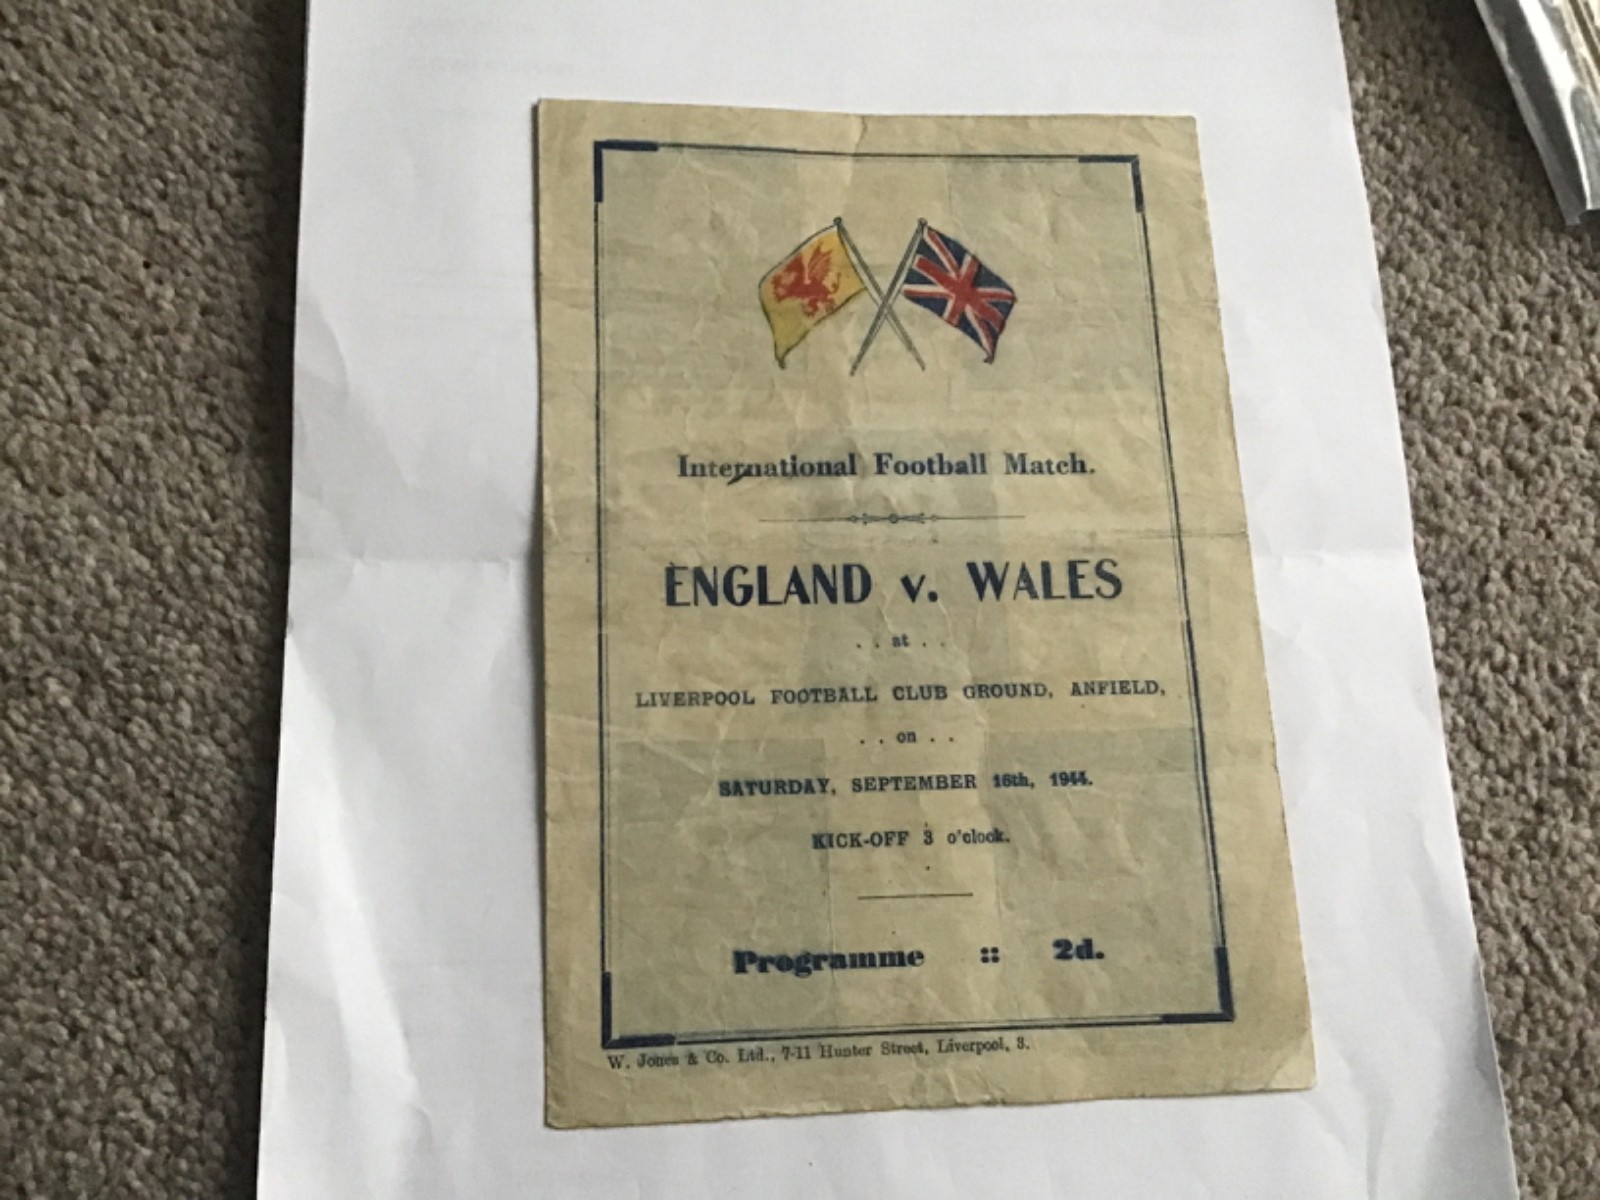 International Football Match.
ENGLAND v. WALES
. . at . .
LIVERPOOL FOOTBALL CLUB GROUND, ANFIELD,
. . on . .
SATURDAY, SEPTEMBER 16th, 1944.
KICK-OFF 3 o'clock.
Programme :: 2d.
W. Jones & Co. Ltd., 7-11 Hunter Street, Liverpool, 3.